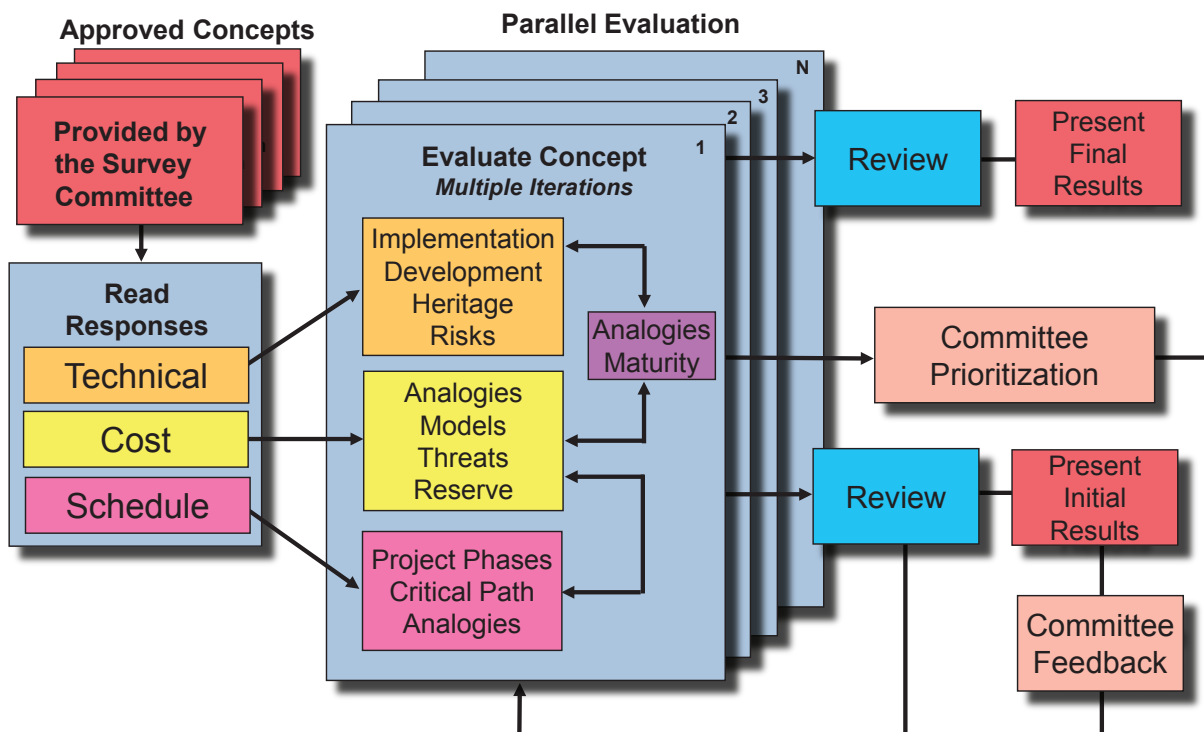 Approved Concepts
Provided by
the Survey
Committee
Read
Responses
Technical
Cost
Schedule
Parallel Evaluation
N
3
2
1
Evaluate Concept
Multiple Iterations
Implementation
Development
Heritage
Risks
Analogies
Maturity
Analogies
Models
Threats
Reserve
Project Phases
Critical Path
Analogies
Review
Present
Final
Results
Committee
Prioritization
Review
Present
Initial
Results
Committee
Feedback